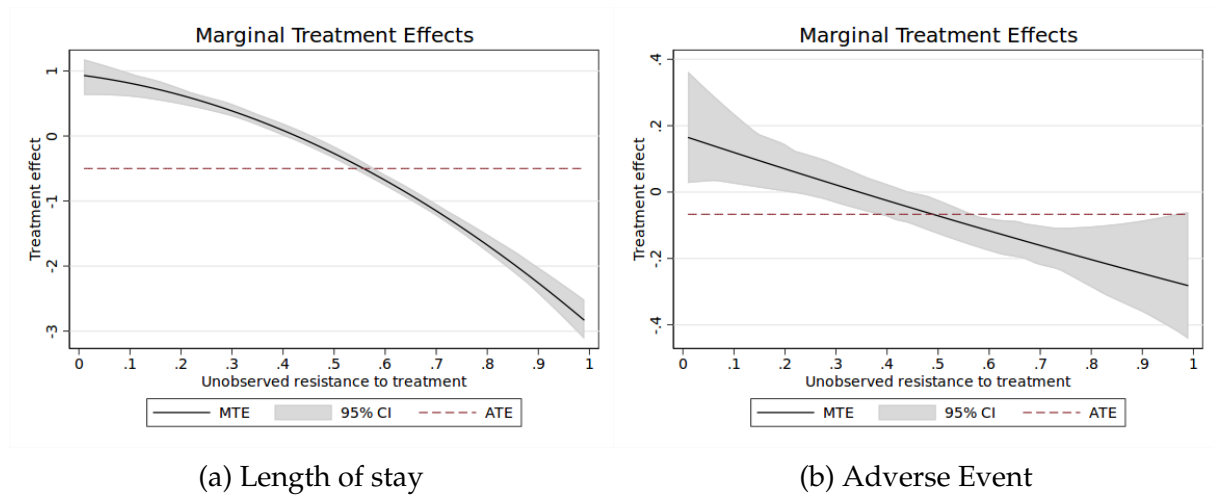 Marginal Treatment Effects
Treatment effect
1
0
-1
-2
-3
0 .1 .2 .3 .4 .5 .6 .7 .8 .9 1
Unobserved resistance to treatment
MTE 95% CI ATE
(a) Length of stay
Marginal Treatment Effects
Treatment effect
.4
.2
0
-.2
-.4
0 .1 .2 .3 .4 .5 .6 .7 .8 .9 1
Unobserved resistance to treatment
MTE 95% CI ATE
(b) Adverse Event